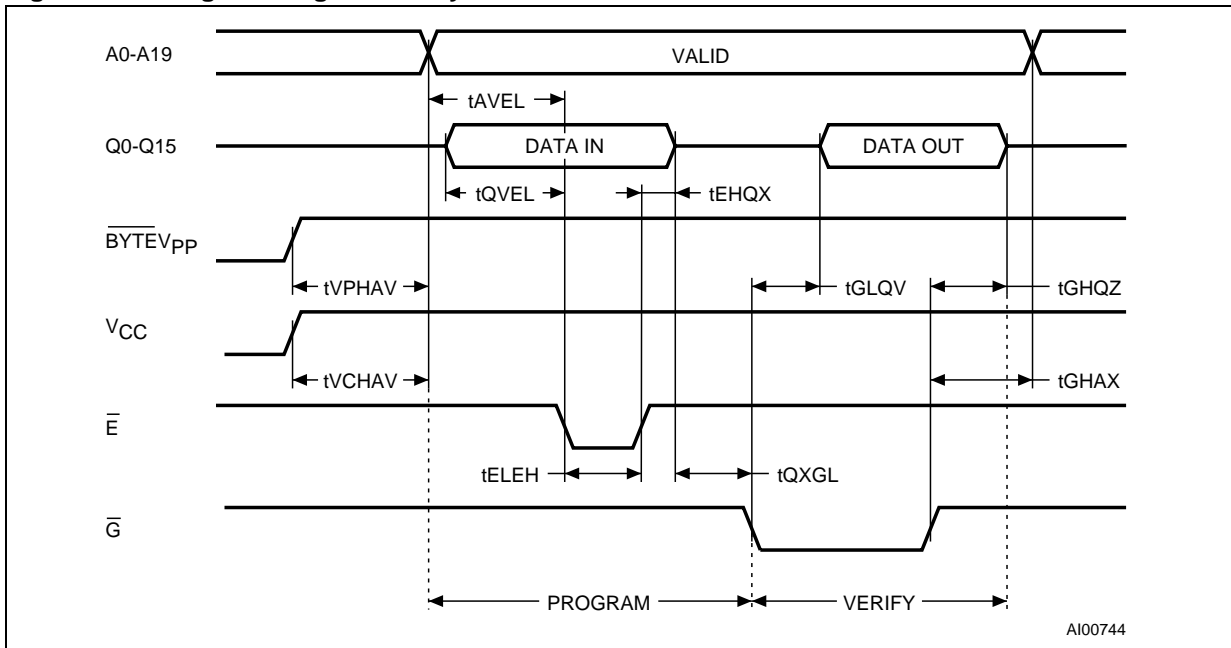 A0-A19
VALID
tAVEL
Q0-Q15
DATA IN
DATA OUT
tQVEL
tEHQX
BYTEVPP
tVPHAV
tGLQV
tGHQZ
VCC
tVCHAV
tGHAX
E
tELEH
tQXGL
G
PROGRAM
VERIFY
AI00744